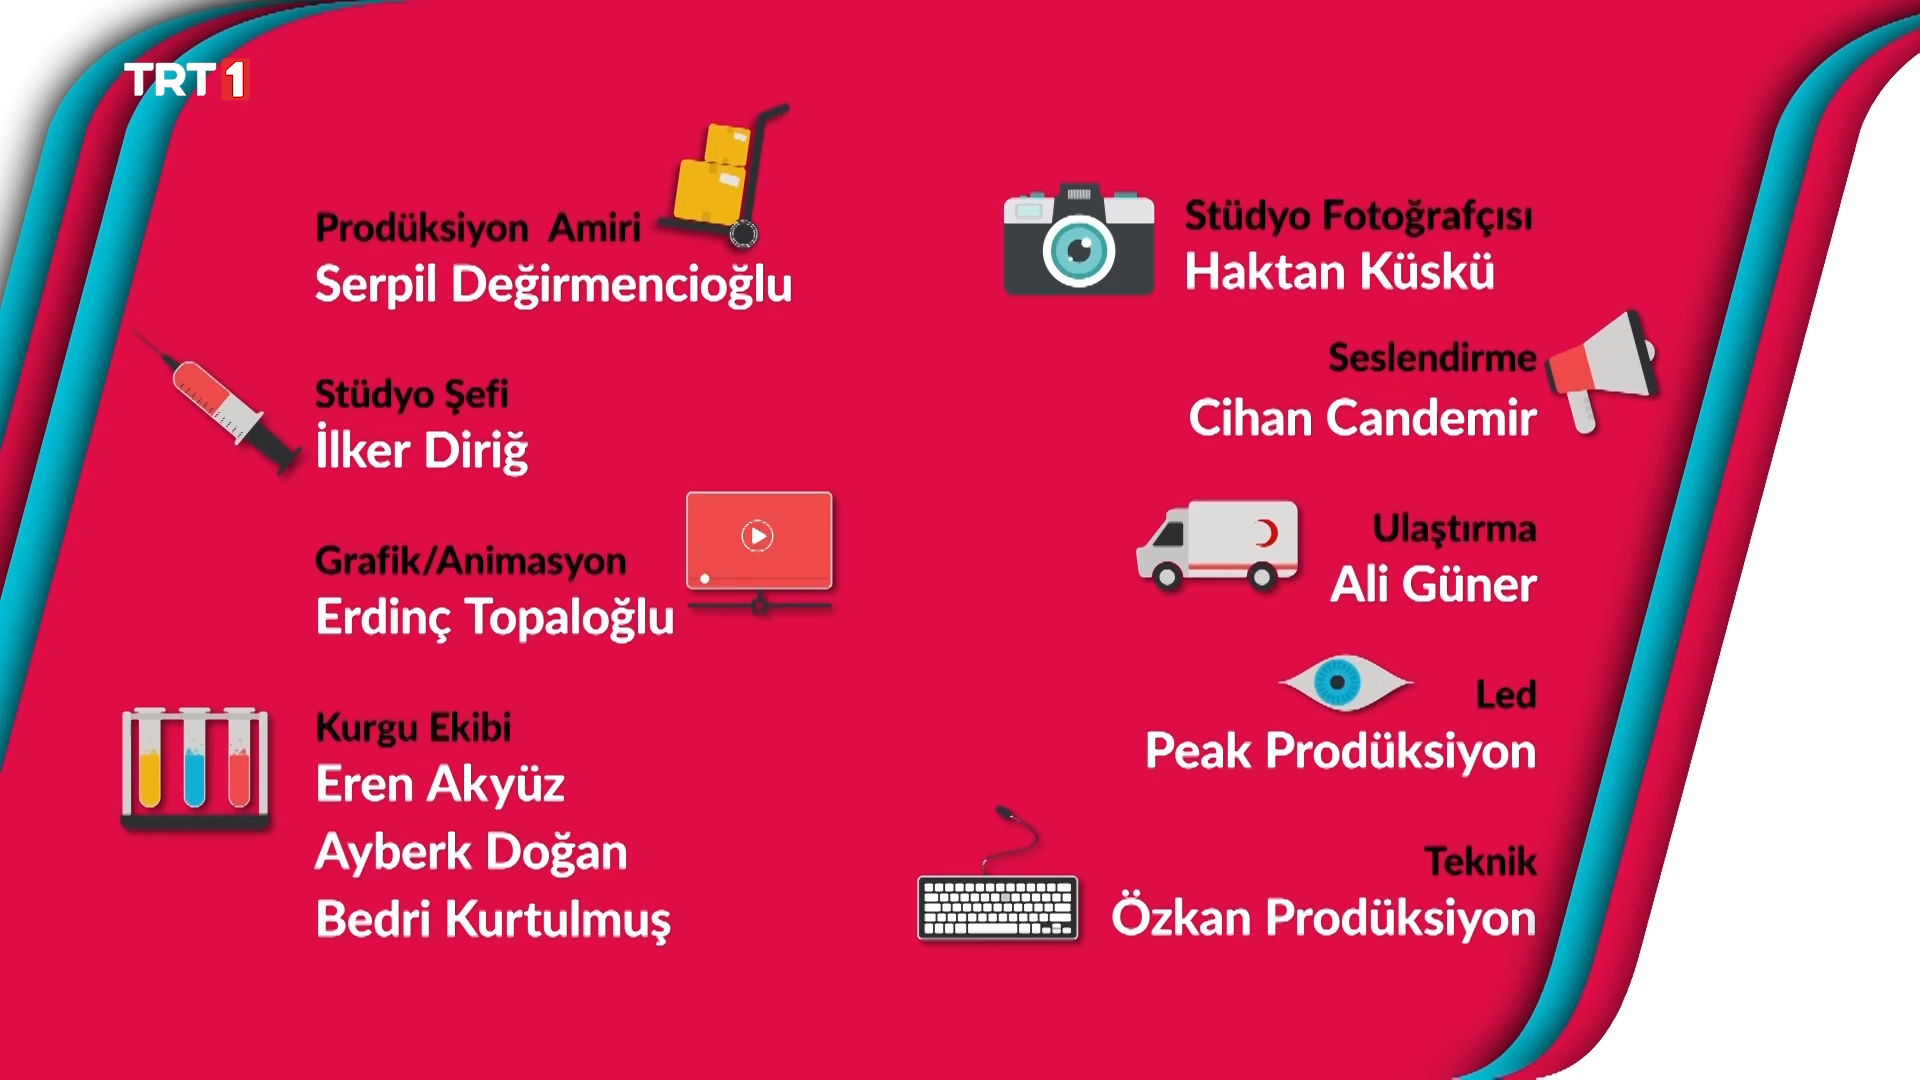 TRT 1
Prodüksiyon Amiri
Serpil Değirmencioğlu
Stüdyo Şefi
İlker Diriğ
Grafik/Animasyon
Erdinç Topaloğlu
Kurgu Ekibi
Eren Akyüz
Ayberk Doğan
Bedri Kurtulmuş
Stüdyo Fotoğrafçısı
Haktan Küskü
Seslendirme
Cihan Candemir
Ulaştırma
Ali Güner
Led
Peak Prodüksiyon
Teknik
Özkan Prodüksiyon